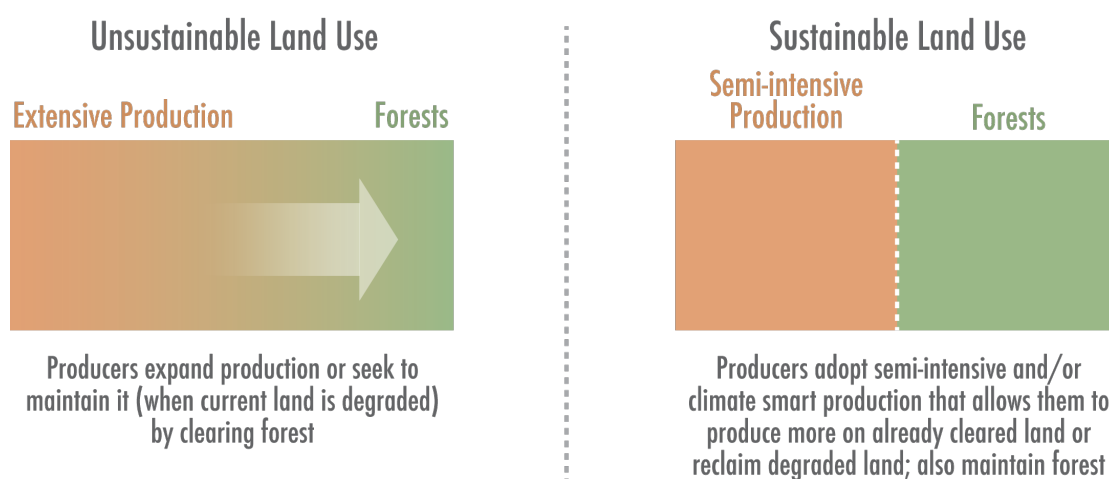 Unsustainable Land Use
Extensive Production
Forests
Producers expand production or seek to
maintain it (when current land is degraded)
by clearing forest
Sustainable Land Use
Semi-intensive
Production
Forests
Producers adopt semi-intensive and/or
climate smart production that allows them to
produce more on already cleared land or
reclaim degraded land; also maintain forest